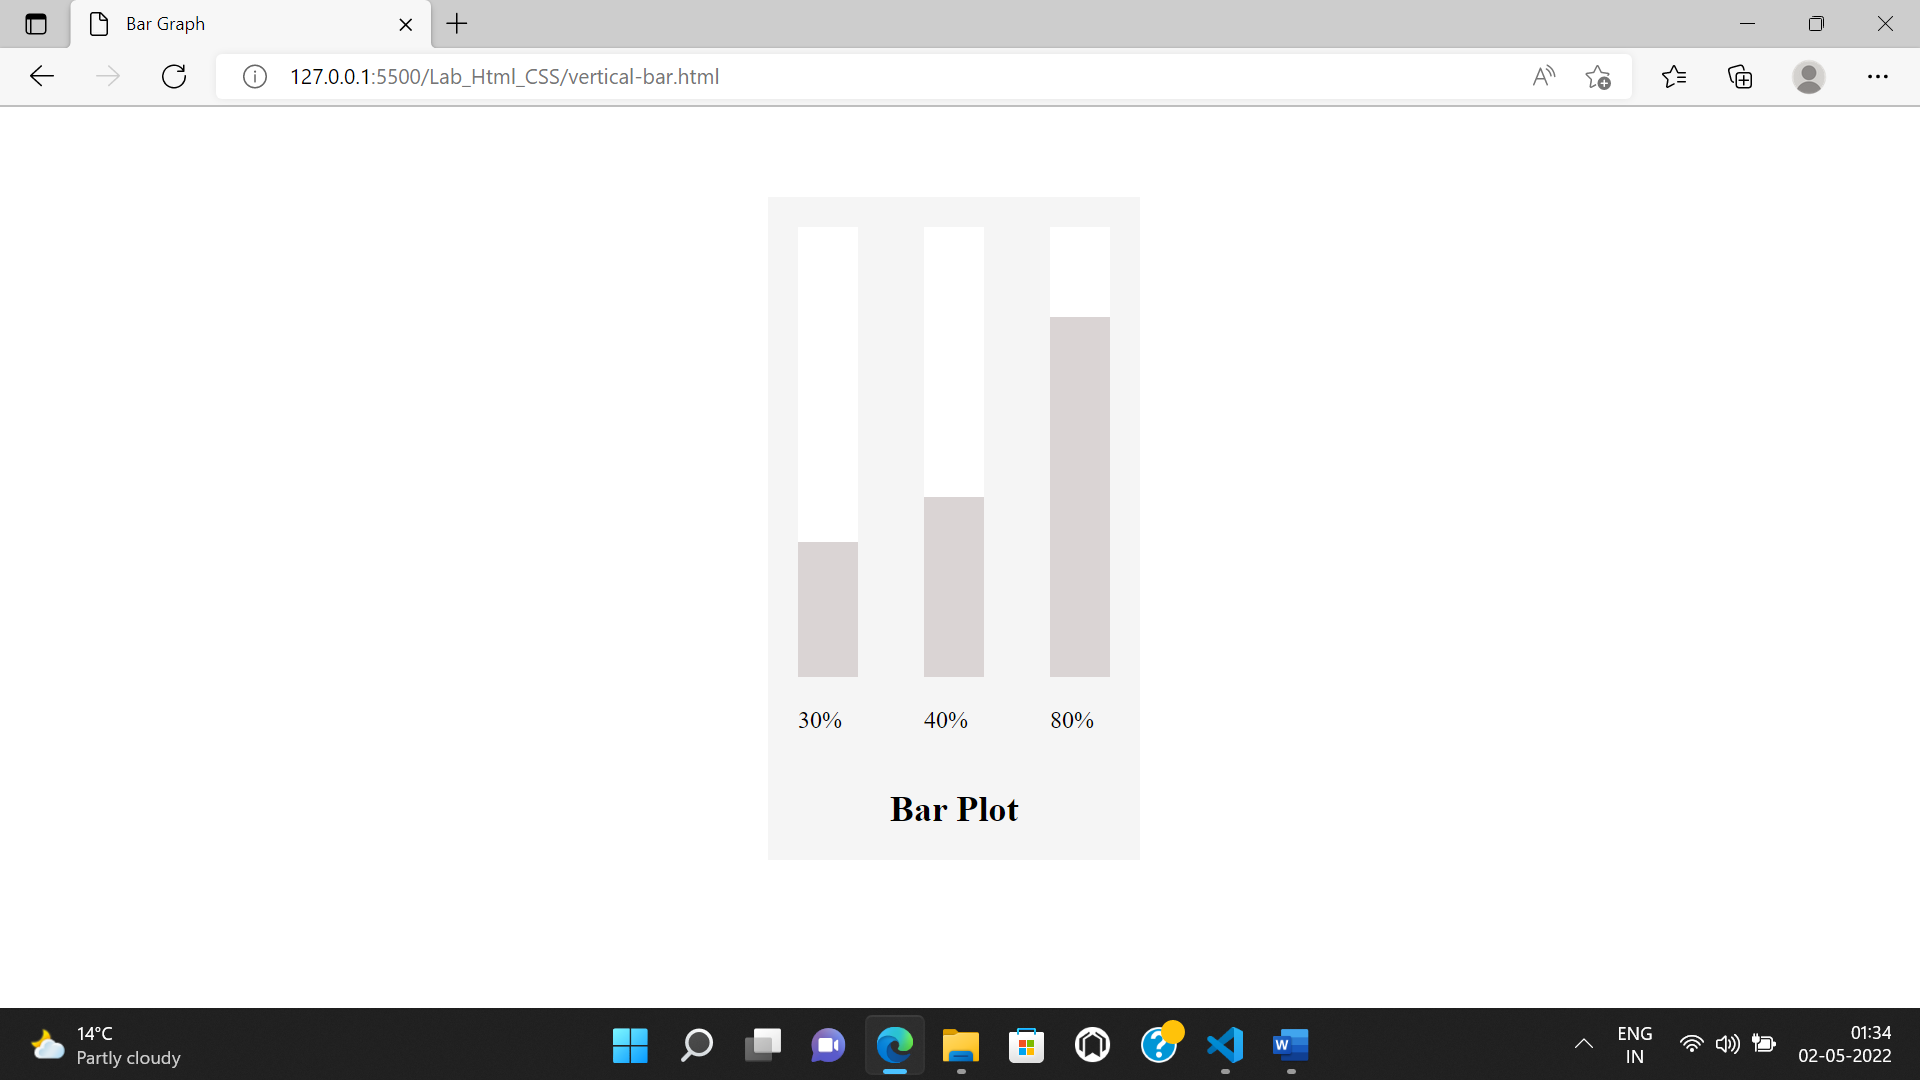 Bar Graph
127.0.0.1:5500/Lab_Html_CSS/vertical-bar.html
30% 40% 80%
Bar Plot
14°C
Partly cloudy
ENG
IN
01:34
02-05-2022